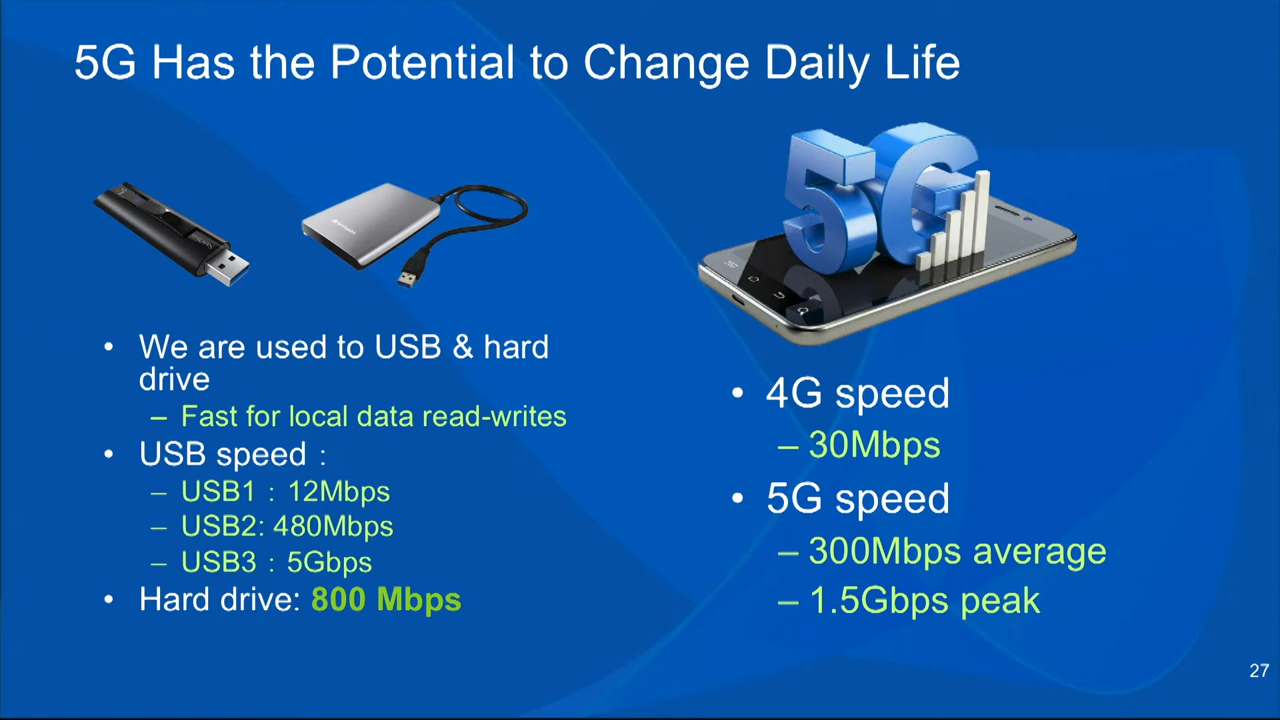 5G Has the Potential to Change Daily Life
5G
• We are used to USB & hard
drive
– Fast for local data read-writes
• USB speed：
– USB1：12Mbps
– USB2: 480Mbps
– USB3：5Gbps
• Hard drive: 800 Mbps
• 4G speed
– 30Mbps
• 5G speed
– 300Mbps average
– 1.5Gbps peak
27